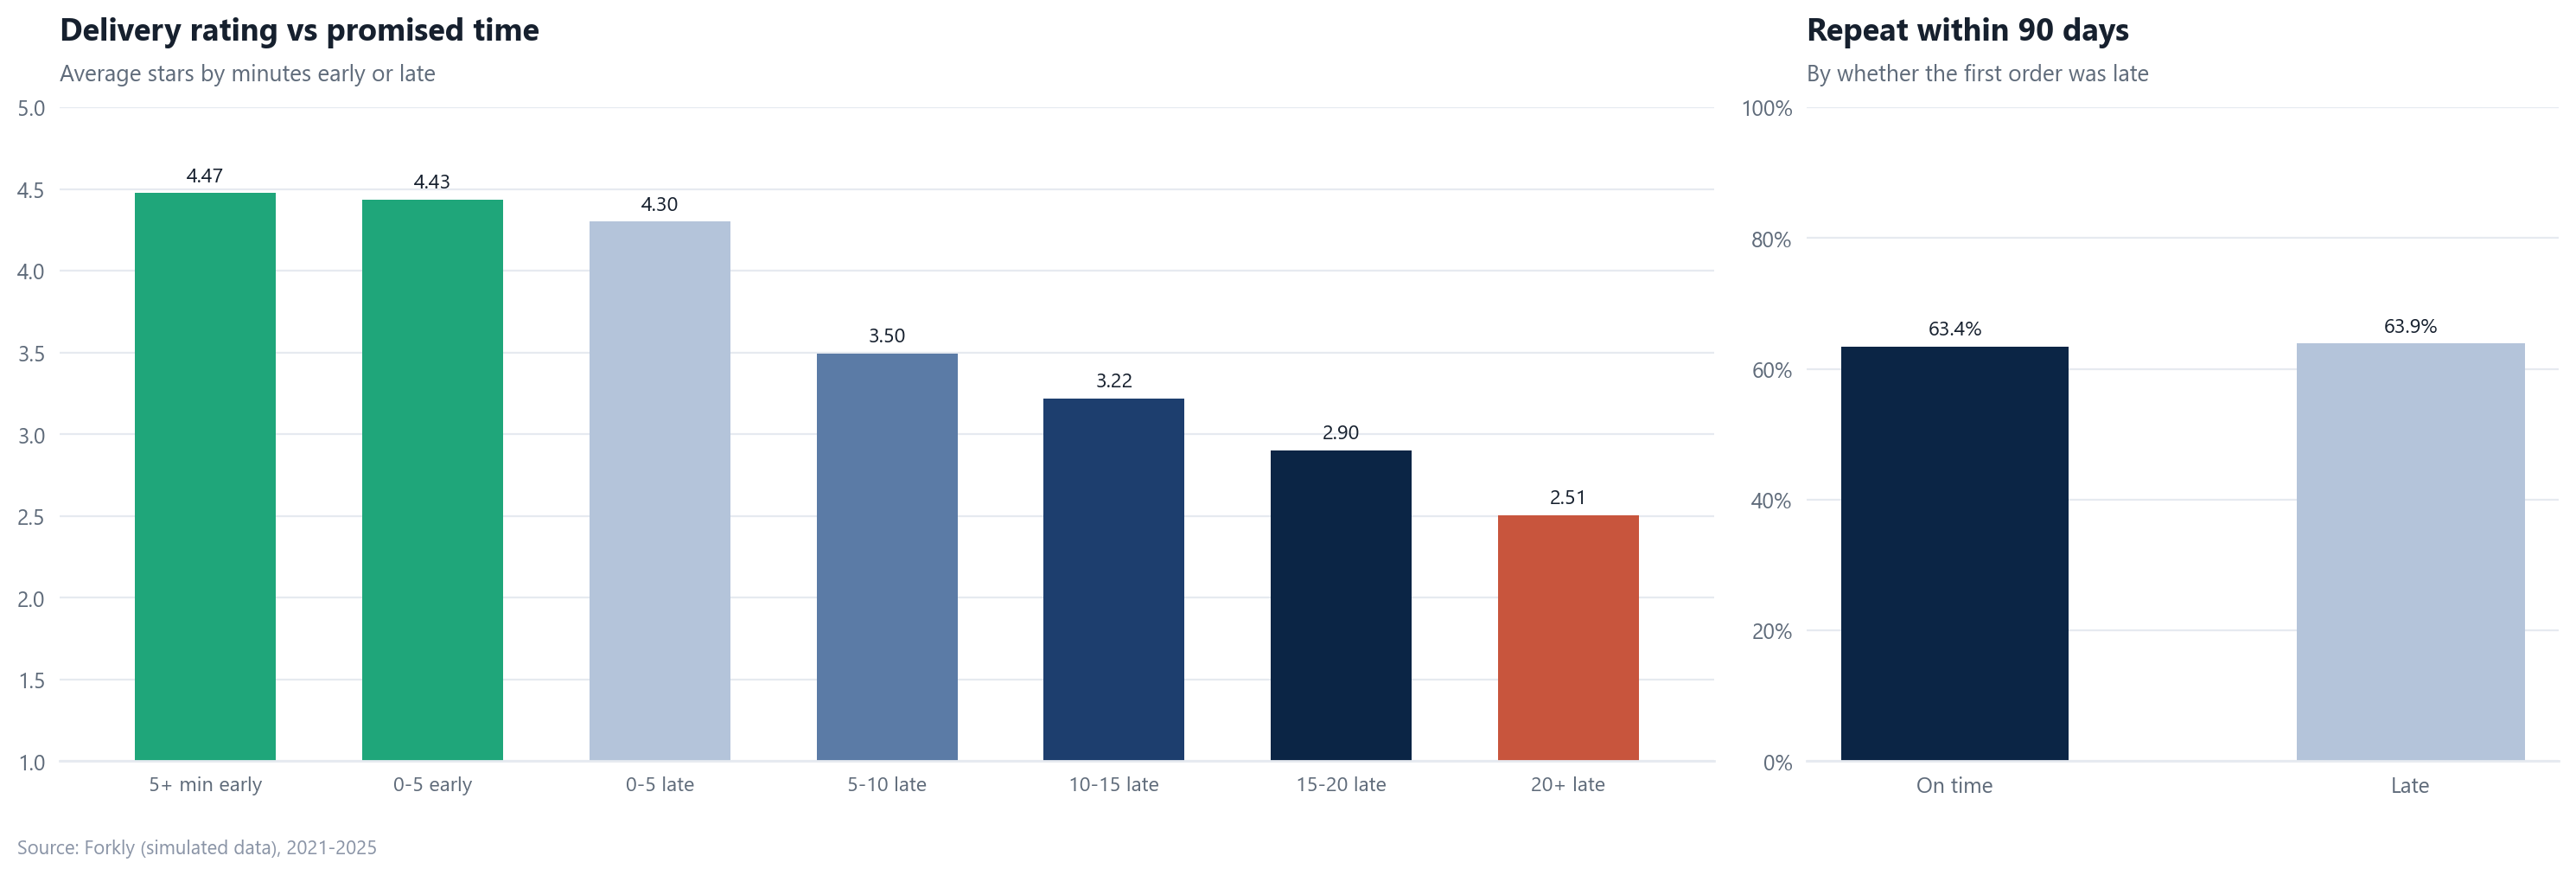 Delivery rating vs promised time
Average stars by minutes early or late
5.0
4.5
4.0
3.5
3.0
2.5
2.0
1.5
1.0
4.47
4.43
4.30
3.50
3.22
2.90
2.51
5+ min early
0-5 early
0-5 late
5-10 late
10-15 late
15-20 late
20+ late
Repeat within 90 days
By whether the first order was late
100%
80%
60%
40%
20%
0%
63.4%
63.9%
On time
Late
Source: Forkly (simulated data), 2021-2025